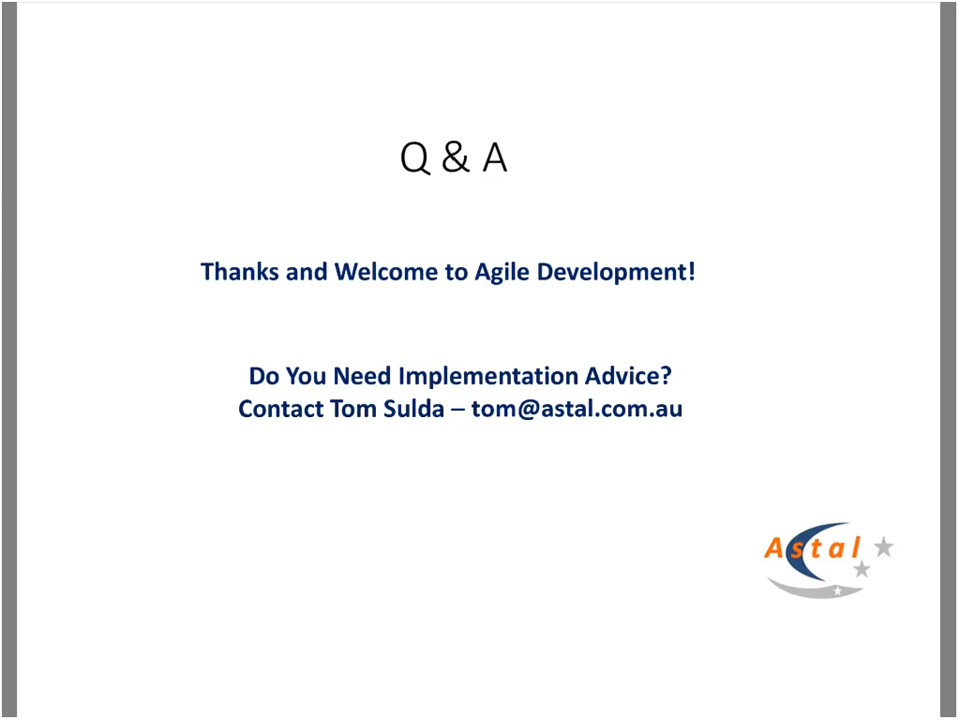 Q & A
Thanks and Welcome to Agile Development!
Do You Need Implementation Advice?
Contact Tom Sulda – tom@astal.com.au
Astal